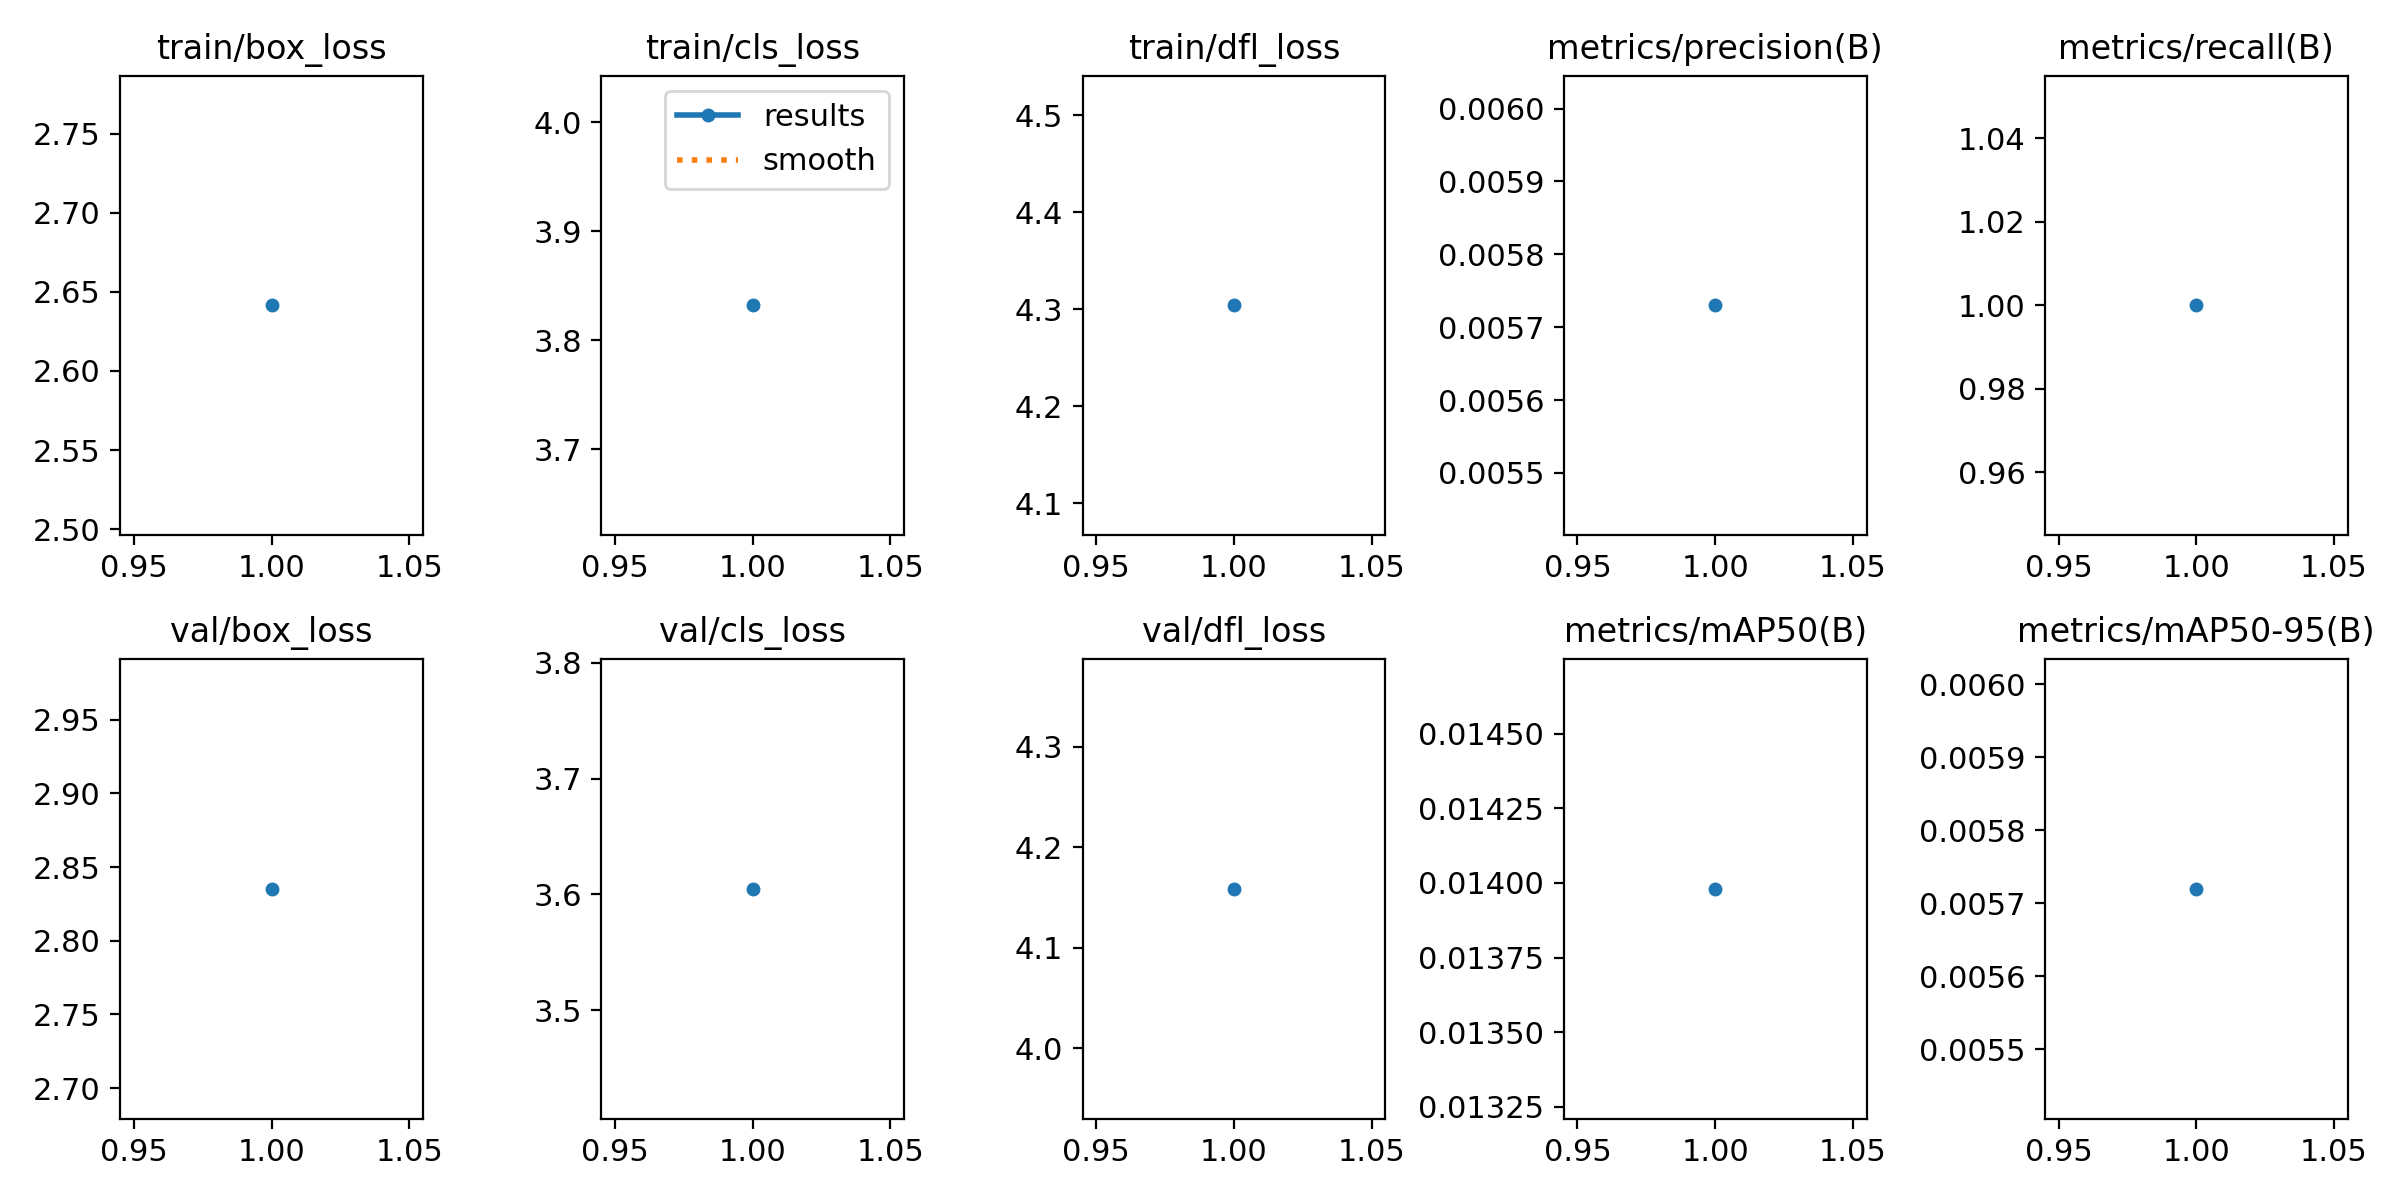 train/box_loss
2.75
2.70
2.65
2.60
2.55
2.50
0.95 1.00 1.05
train/cls_loss
results
smooth
4.0
3.9
3.8
3.7
0.95 1.00 1.05
train/dfl_loss
4.5
4.4
4.3
4.2
4.1
0.95 1.00 1.05
metrics/precision(B)
0.0060
0.0059
0.0058
0.0057
0.0056
0.0055
0.95 1.00 1.05
metrics/recall(B)
1.04
1.02
1.00
0.98
0.96
0.95 1.00 1.05
val/box_loss
2.95
2.90
2.85
2.80
2.75
2.70
0.95 1.00 1.05
val/cls_loss
3.8
3.7
3.6
3.5
0.95 1.00 1.05
val/dfl_loss
4.3
4.2
4.1
4.0
0.95 1.00 1.05
metrics/mAP50(B)
0.01450
0.01425
0.01400
0.01375
0.01350
0.01325
0.95 1.00 1.05
metrics/mAP50-95(B)
0.0060
0.0059
0.0058
0.0057
0.0056
0.0055
0.95 1.00 1.05